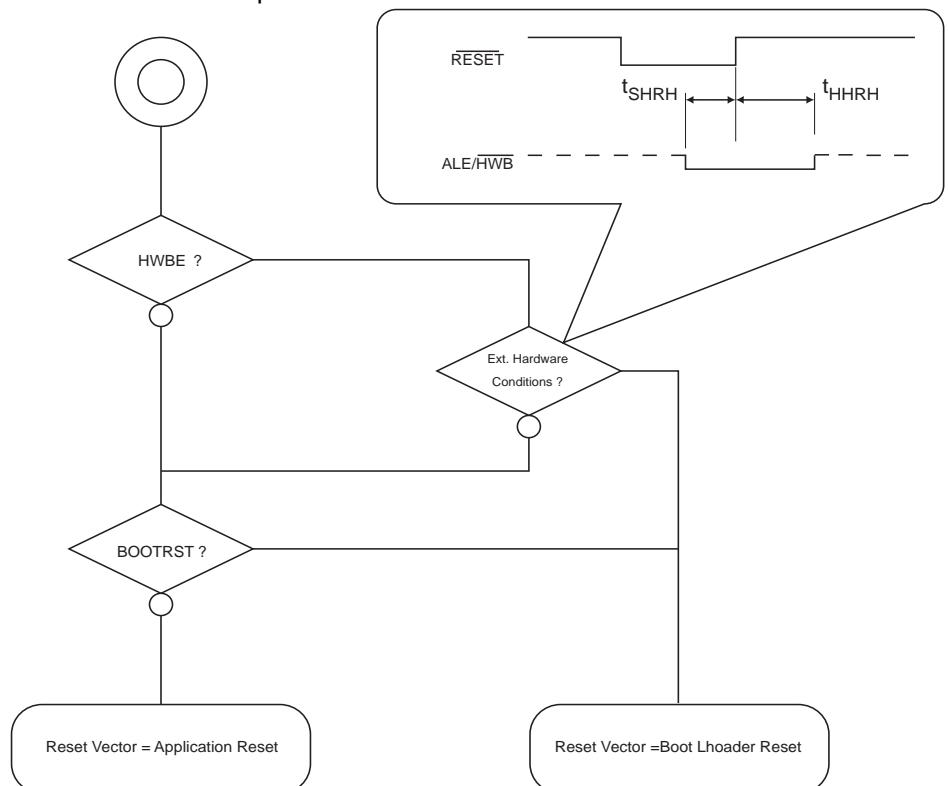 RESET
tSHRH
tHHRH
ALE/HWB
HWBE ?
Ext. Hardware
Conditions ?
BOOTRST ?
Reset Vector = Application Reset
Reset Vector =Boot Lhoader Reset